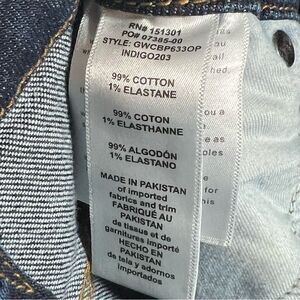 RN# 151301
PO# 07385-00
STYLE: GWCBP633OP
INDIGO203
99% COTTON
1% ELASTANE
99% COTTON
1% ELASTHANNE
99% ALGODÓN
1% ELASTANO
MADE IN PAKISTAN
of imported
fabrics and trim
FABRIQUÉ AU
PAKISTAN
de tissus et de
garnitures importé
HECHO EN
PAKISTAN
de tela y adornos
importados